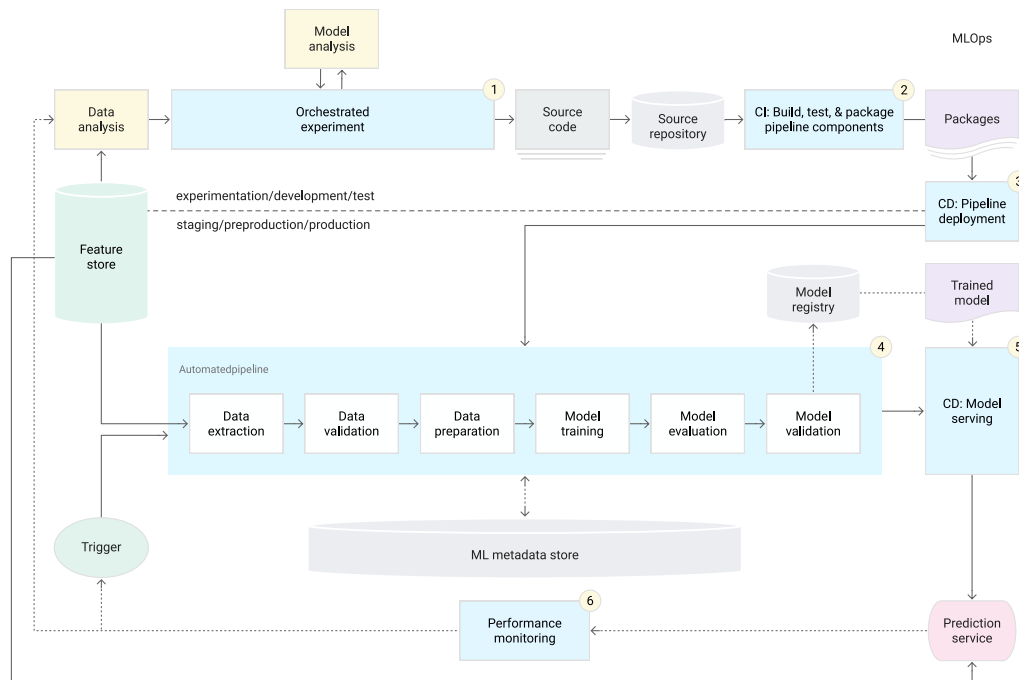 Model
analysis
MLOps
1
2
Data
analysis
Orchestrated
experiment
Source
code
Source
repository
CI: Build, test, & package
pipeline components
Packages
3
experimentation/development/test
CD: Pipeline
deployment
staging/preproduction/production
Feature
store
Model
registry
Trained
model
4
5
Automatedpipeline
Data
extraction
Data
validation
Data
preparation
Model
training
Model
evaluation
Model
validation
CD: Model
serving
Trigger
ML metadata store
6
Performance
monitoring
Prediction
service